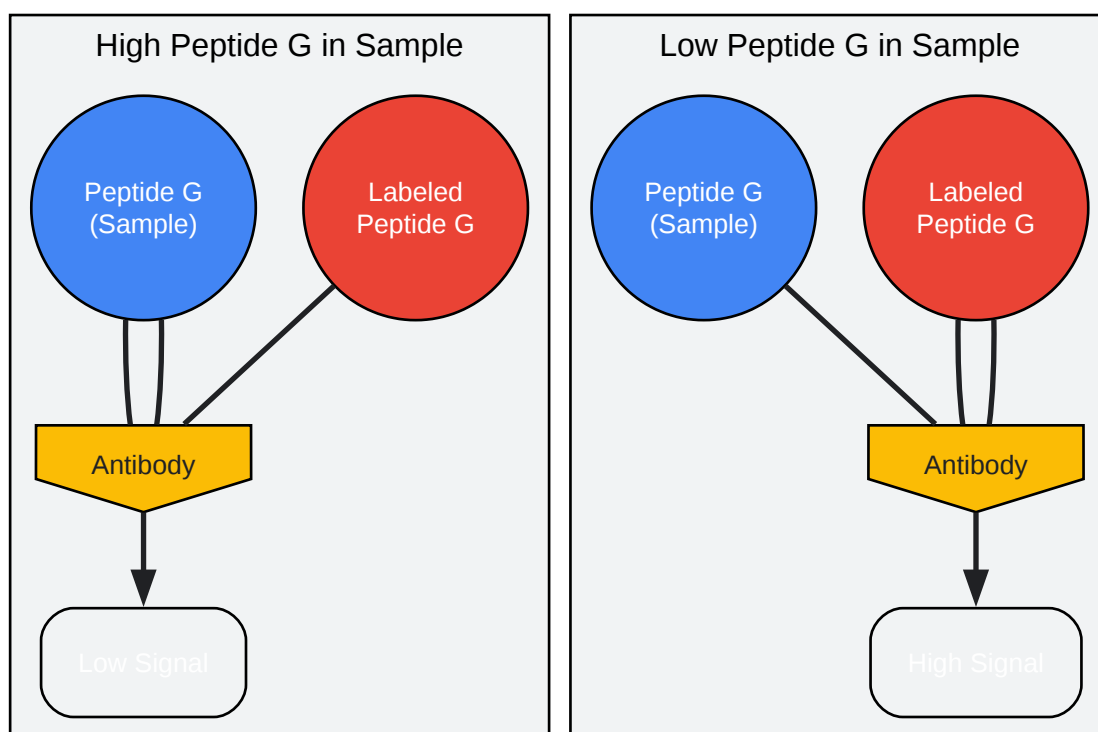 High Peptide G in Sample
Peptide G
(Sample)
Labeled
Peptide G
Antibody
Low Signal
Low Peptide G in Sample
Peptide G
(Sample)
Labeled
Peptide G
Antibody
High Signal